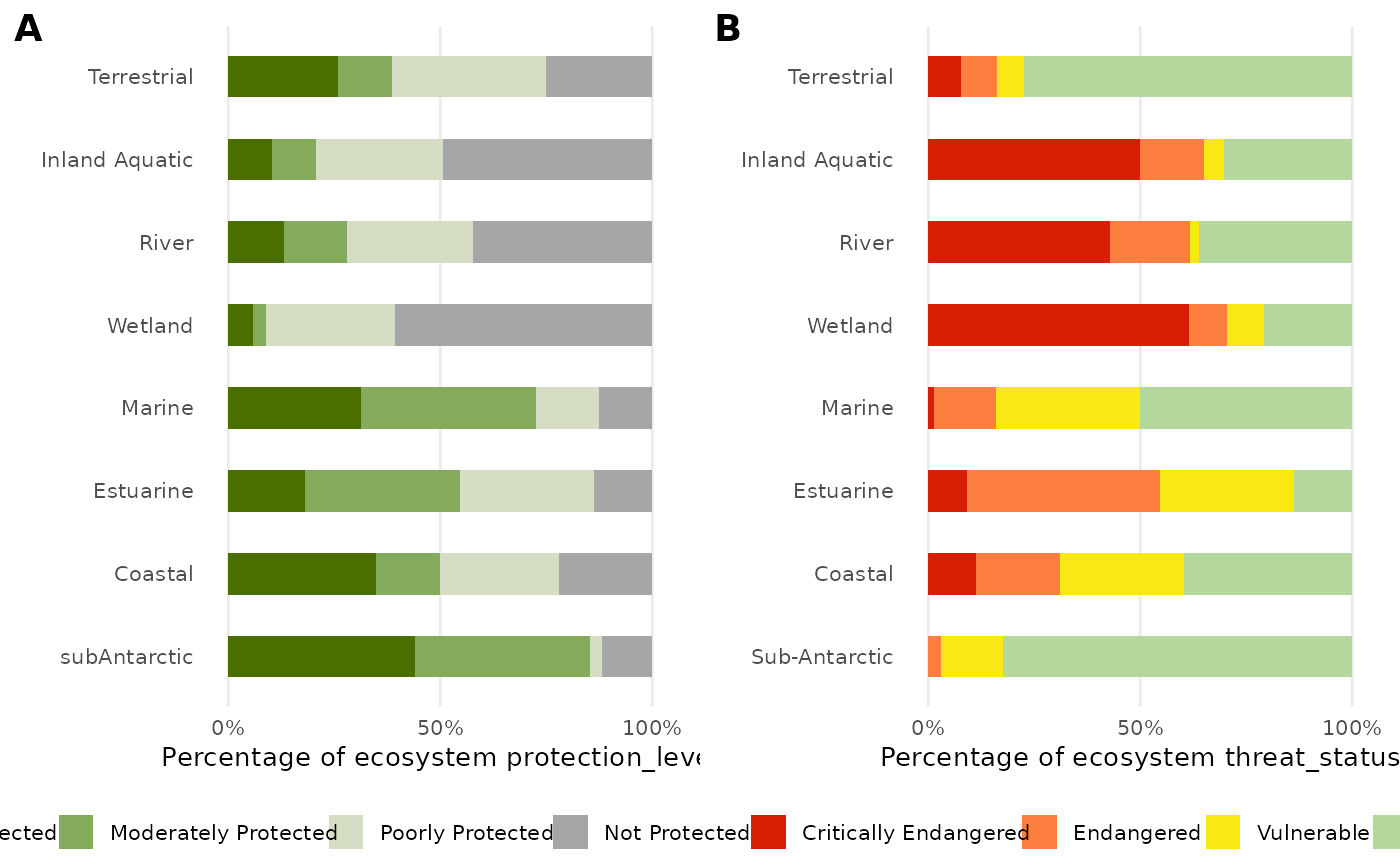 A
Terrestrial
Inland Aquatic
River
Wetland
Marine
Estuarine
Coastal
subAntarctic
0% 50% 100%
Percentage of ecosystem protection_leve
ected Moderately Protected Poorly Protected Not Protected
B
Terrestrial
Inland Aquatic
River
Wetland
Marine
Estuarine
Coastal
Sub-Antarctic
0% 50% 100%
Percentage of ecosystem threat_status
Critically Endangered Endangered Vulnerable